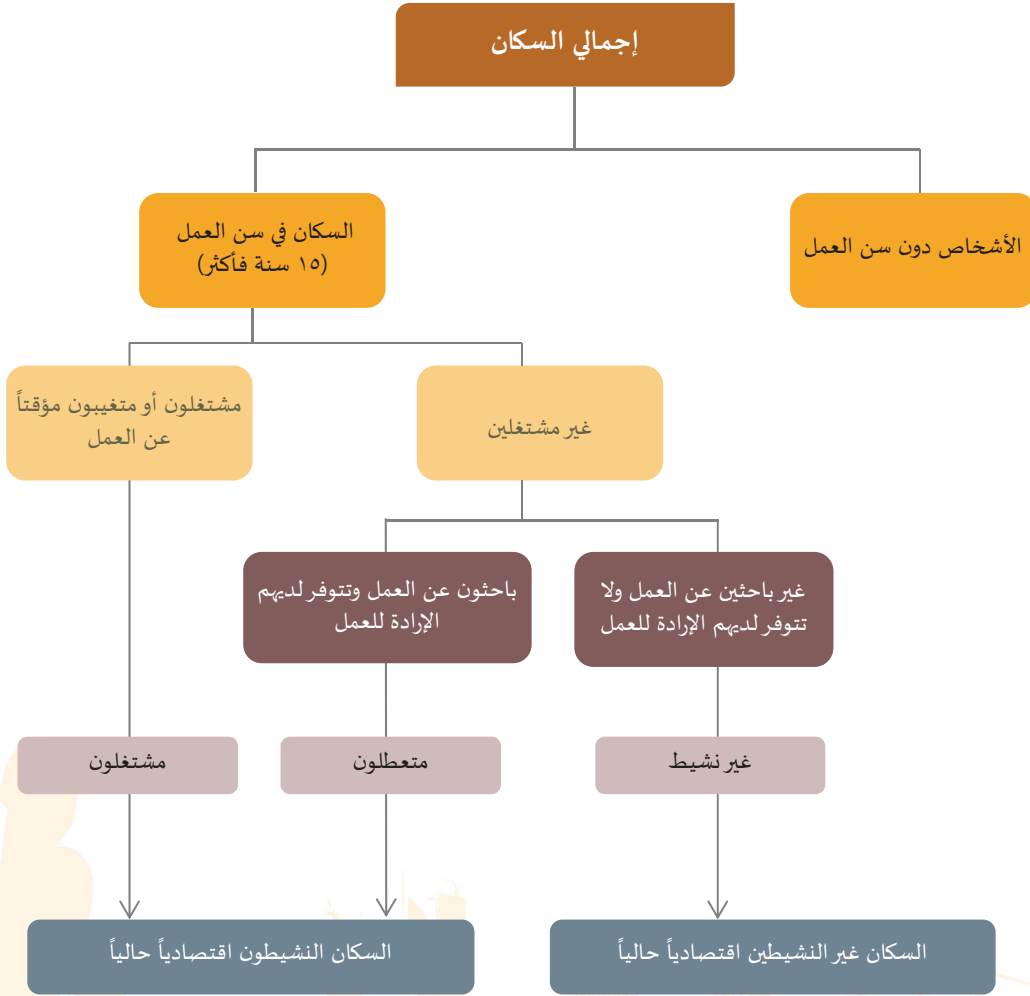 إجمالي السكان
الأشخاص دون سن العمل
السكان في سن العمل
(١٥ سنة فأكثر)
غير مشتغلين
مشتغلون أو متغيبون مؤقتاً
عن العمل
غير باحثين عن العمل ولا
تتوفر لديهم الإرادة للعمل
باحثون عن العمل وتتوفر لديهم
الإرادة للعمل
غير نشيط
متعطلون
مشتغلون
السكان غير النشيطين اقتصادياً حالياً
السكان النشيطون اقتصادياً حالياً